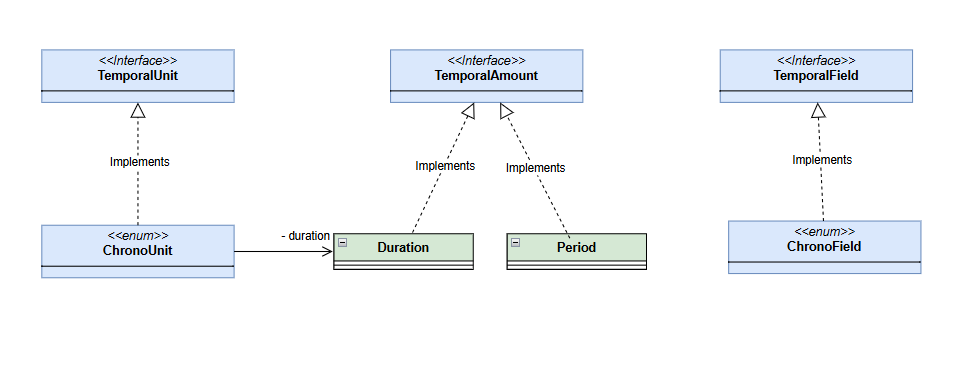 <<Interface>>
TemporalUnit
<<Interface>>
TemporalAmount
<<Interface>>
TemporalField
Implements
Implements
Implements
Implements
<<enum>>
ChronoUnit
- duration
Duration
Period
<<enum>>
ChronoField